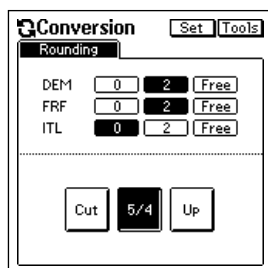 Conversion Set Tools
Rounding
DEM 0 2 Free
FRF 0 2 Free
ITL 0 2 Free
Cut 5/4 Up